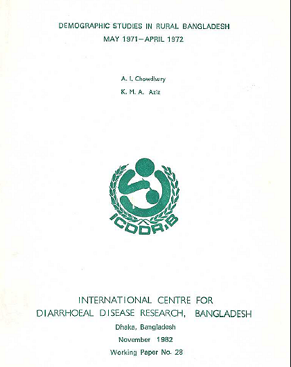 DEMOGRAPHIC STUDIES IN RURAL BANGLADESH
MAY 1971—APRIL 1972
A. I. Chowdhury
K. M. A. Aziz
ICDDR,B
INTERNATIONAL CENTRE FOR
DIARRHOEAL DISEASE RESEARCH, BANGLADESH
Dhaka, Bangladesh
November 1982
Working Paper No. 28